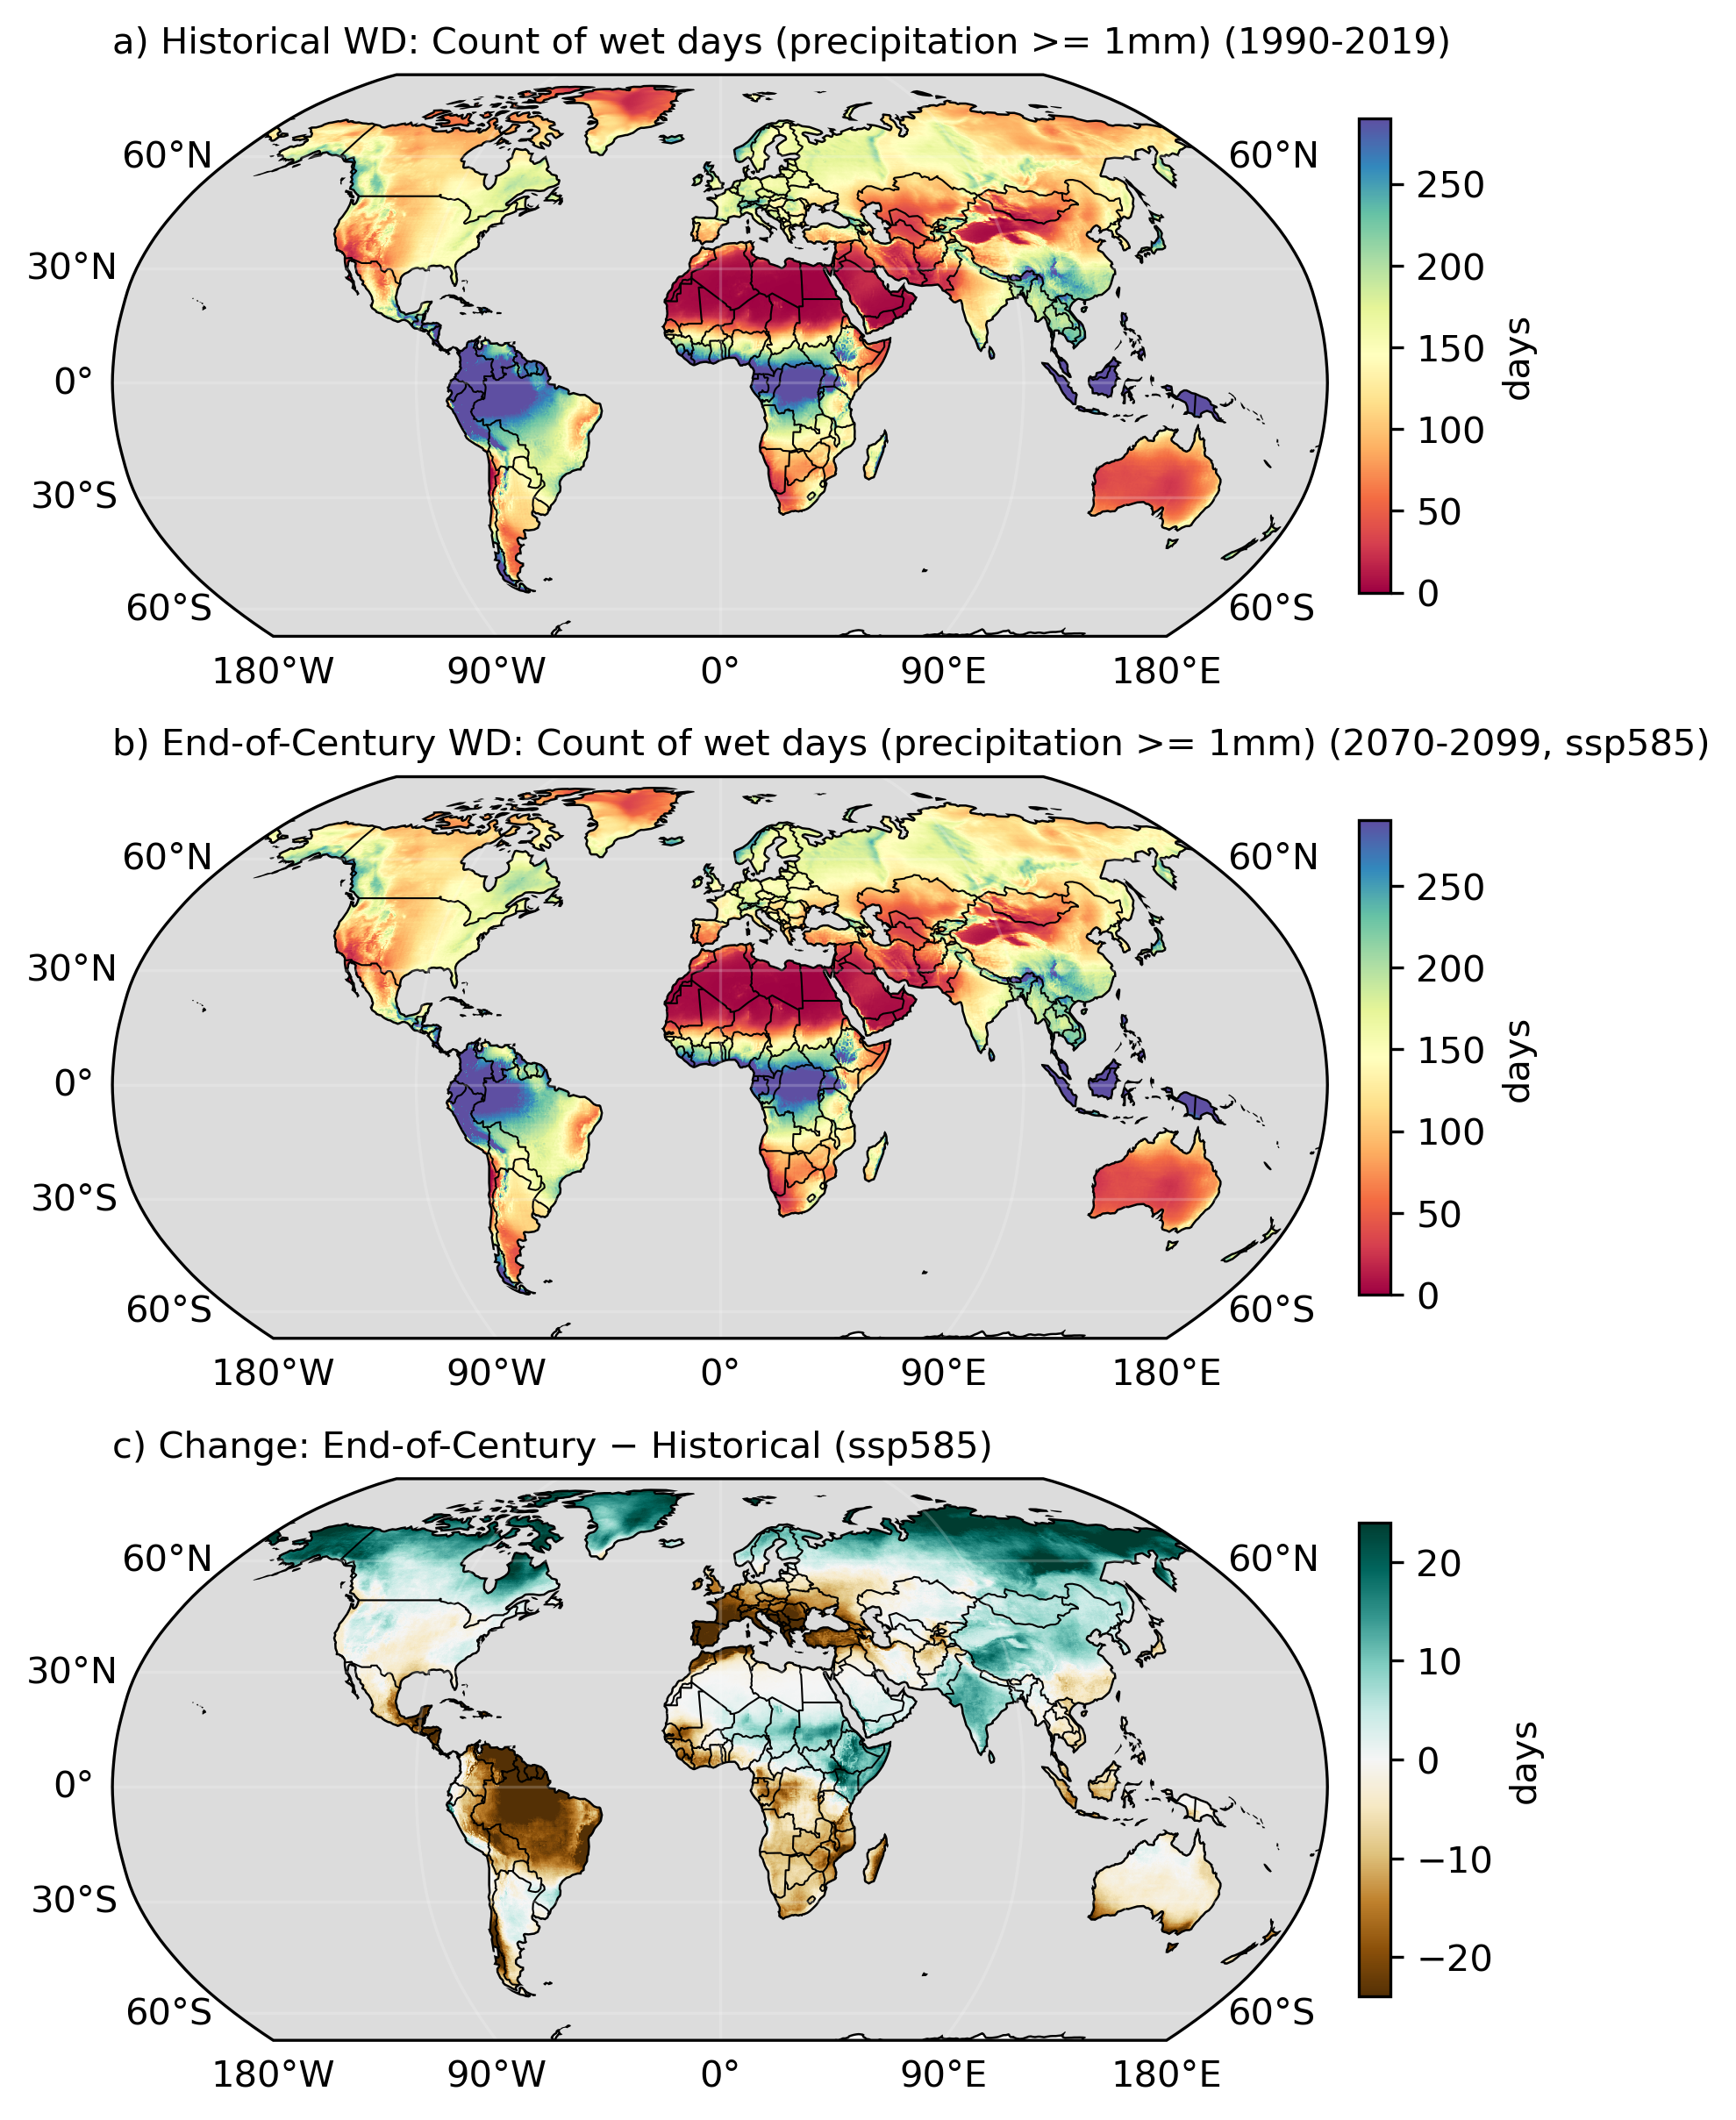 a) Historical WD: Count of wet days (precipitation >= 1mm) (1990-2019)
60°N 60°N
30°N
0°
30°S
60°S 60°S
180°W 90°W 0° 90°E 180°E
250
200
150
100
50
0
days
b) End-of-Century WD: Count of wet days (precipitation >= 1mm) (2070-2099, ssp585)
60°N 60°N
30°N
0°
30°S
60°S 60°S
180°W 90°W 0° 90°E 180°E
250
200
150
100
50
0
days
c) Change: End-of-Century − Historical (ssp585)
60°N 60°N
30°N
0°
30°S
60°S 60°S
180°W 90°W 0° 90°E 180°E
20
10
0
−10
−20
days